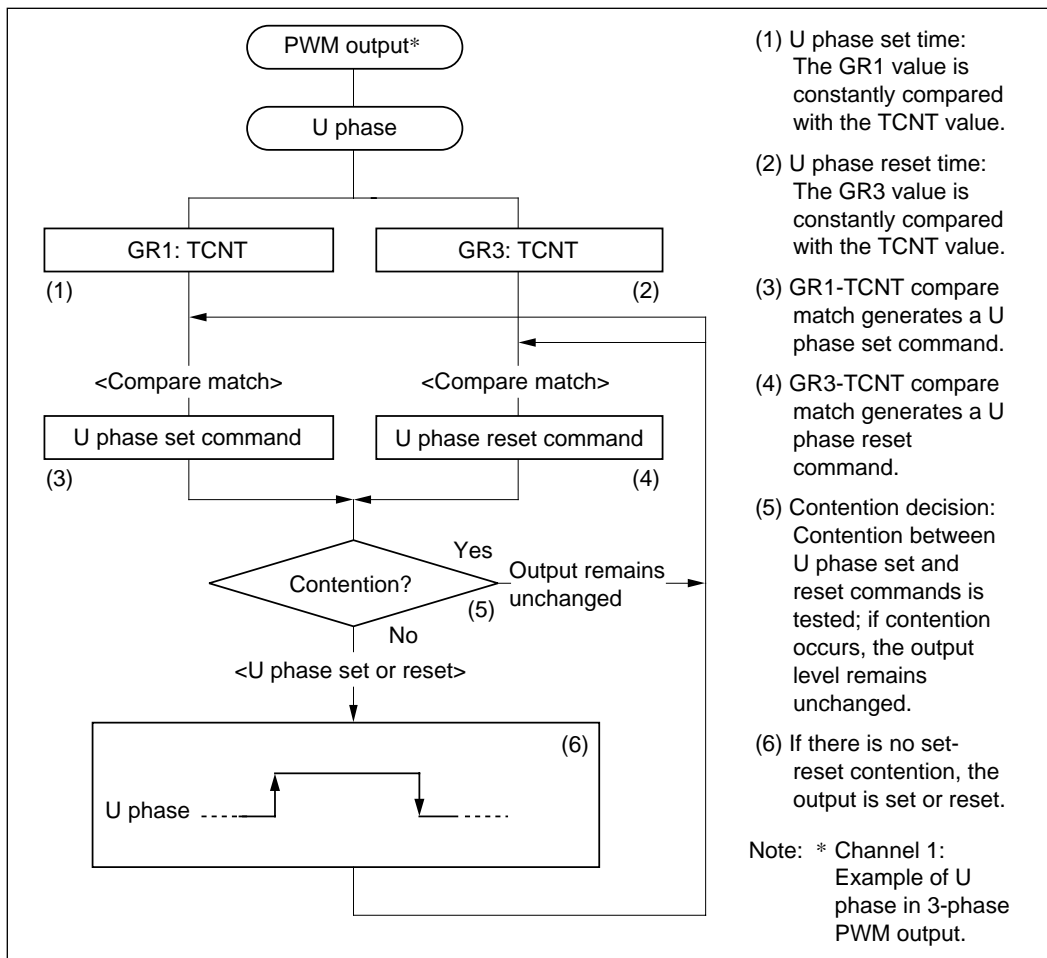 PWM output*
U phase
GR1: TCNT
GR3: TCNT
(1)
(2)
<Compare match>
<Compare match>
U phase set command
U phase reset command
(3)
(4)
Contention?
Yes
(5)
Output remains
unchanged
No
<U phase set or reset>
(6)
U phase
(1) U phase set time:
The GR1 value is
constantly compared
with the TCNT value.
(2) U phase reset time:
The GR3 value is
constantly compared
with the TCNT value.
(3) GR1-TCNT compare
match generates a U
phase set command.
(4) GR3-TCNT compare
match generates a U
phase reset
command.
(5) Contention decision:
Contention between
U phase set and
reset commands is
tested; if contention
occurs, the output
level remains
unchanged.
(6) If there is no set-
reset contention, the
output is set or reset.
Note: * Channel 1:
Example of U
phase in 3-phase
PWM output.